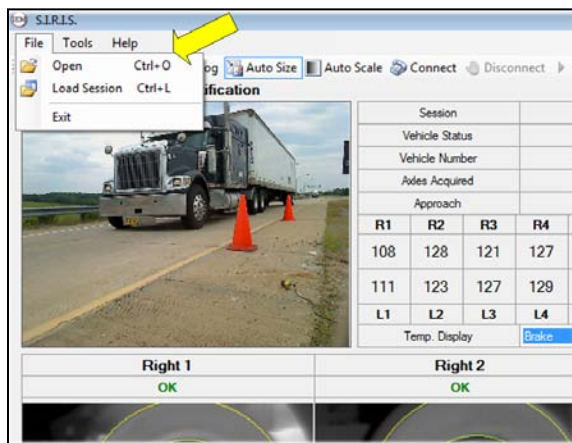 S.I.R.I.S.
File Tools Help
Open Ctrl+O
Load Session Ctrl+L
Exit
og Auto Size Auto Scale Connect Disconnect
ification
Session
Vehicle Status
Vehicle Number
Axles Acquired
Approach
R1 R2 R3 R4
108 128 121 127
111 123 127 129
L1 L2 L3 L4
Temp. Display Brake
Right 1 Right 2
OK OK